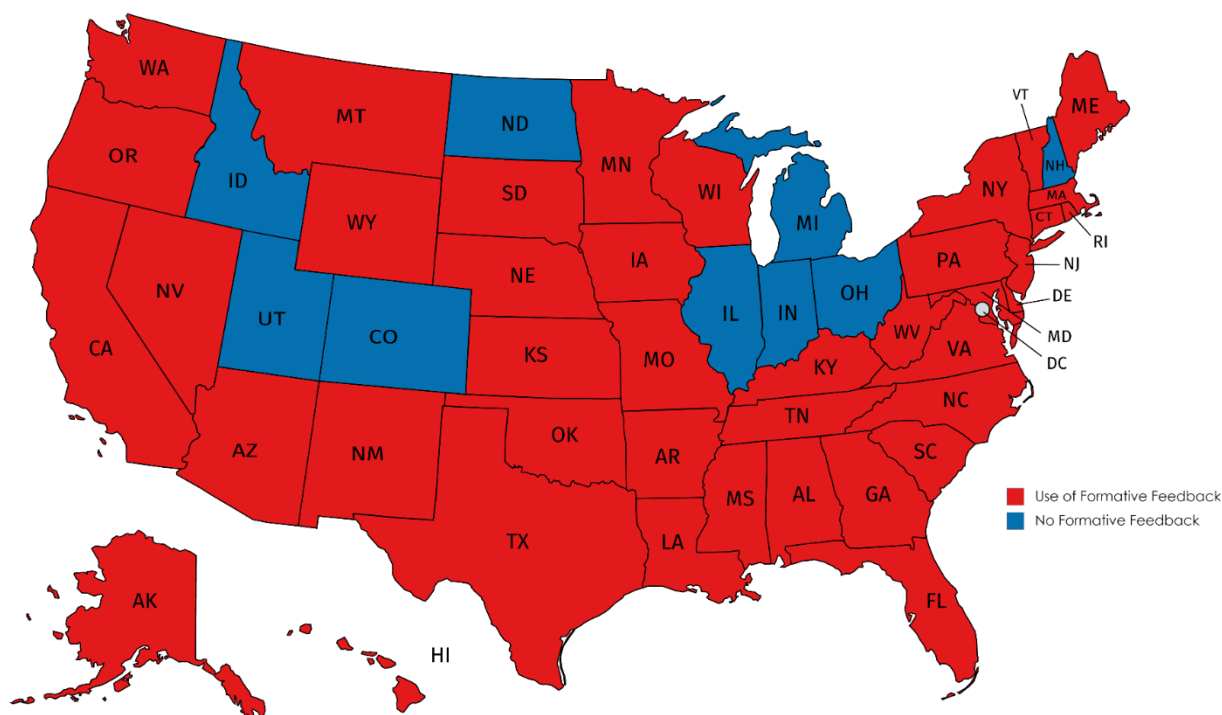 WA
MT
ND
MN
VT
ME
OR
ID
SD
WI
NY
NH
MA
CT
RI
WY
MI
NE
IA
PA
NJ
NV
UT
CO
IL
IN
OH
DE
CA
KS
MO
WV
VA
MD
DC
KY
AZ
NM
OK
AR
TN
NC
SC
MS
AL
GA
Use of Formative Feedback
No Formative Feedback
TX
LA
FL
AK
HI